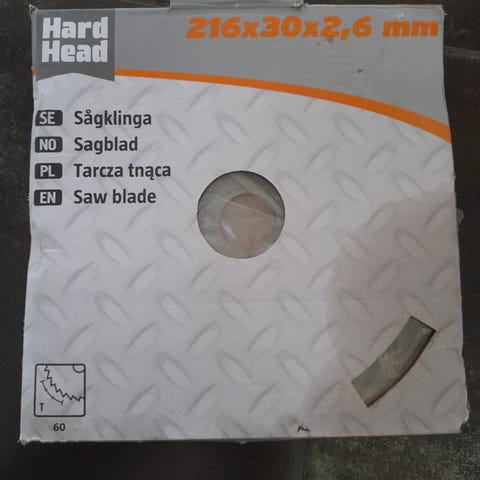 Hard
Head
216x30x2,6 mm
SE Sågklinga
NO Sagblad
PL Tarcza tnąca
EN Saw blade
T
60